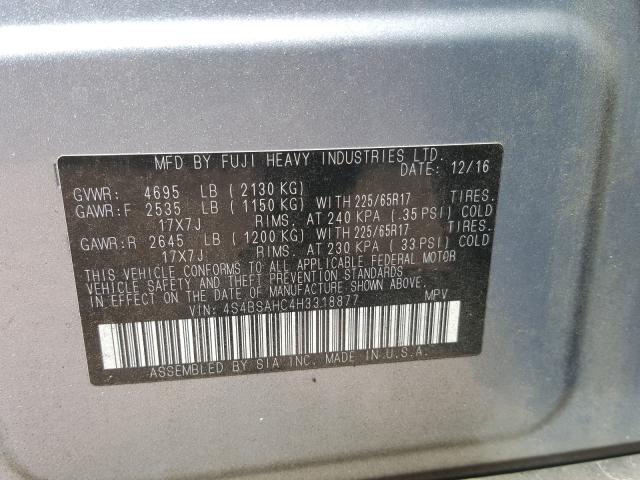 MFD BY FUJI HEAVY INDUSTRIES LTD.
DATE: 12/16
GVWR: 4695 LB (2130 KG)
GAWR:F 2535 LB (1150 KG) WITH 225/65R17 TIRES.
17X7J RIMS. AT 240 KPA (.35 PSI) COLD
GAWR:R 2645 LB (1200 KG) WITH 225/65R17 TIRES.
17X7J RIMS. AT 230 KPA ( 33 PSI) COLD
THIS VEHICLE CONFORMS TO ALL APPLICABLE FEDERAL MOTOR
VEHICLE SAFETY AND THEFT PREVENTION STANDARDS
IN EFFECT ON THE DATE OF MANUFACTURE SHOWN ABOVE.
VIN: 4S4BSAHC4H3318877 MPV
ASSEMBLED BY SIA INC. MADE IN U.S.A.